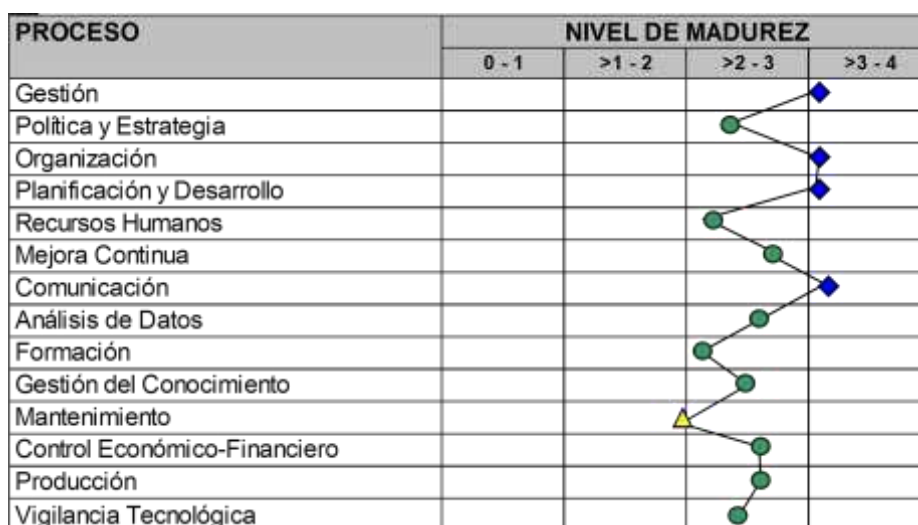 PROCESO
NIVEL DE MADUREZ
0 - 1 >1 - 2 >2 - 3 >3 - 4
Gestión
Política y Estrategia
Organización
Planificación y Desarrollo
Recursos Humanos
Mejora Continua
Comunicación
Análisis de Datos
Formación
Gestión del Conocimiento
Mantenimiento
Control Económico-Financiero
Producción
Vigilancia Tecnológica